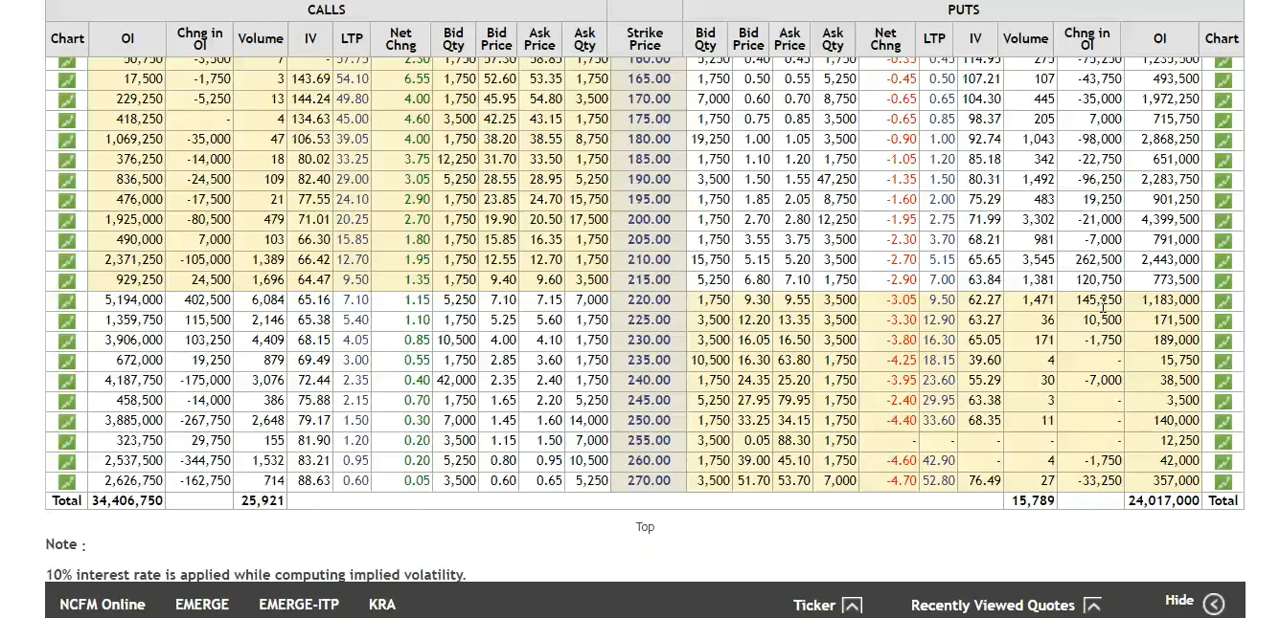 CALLS PUTS
Chart OI Chng in OI Volume IV LTP Net Chng Bid Qty Bid Price Ask Price Ask Qty Strike Price Bid Qty Bid Price Ask Price Ask Qty Net Chng LTP IV Volume Chng in OI OI Chart
17,500 -1,750 3 143.69 54.10 6.55 1,750 52.60 53.35 1,750 165.00 1,750 0.50 0.55 5,250 -0.45 0.50 107.21 107 -43,750 493,500
229,250 -5,250 13 144.24 49.80 4.00 1,750 45.95 54.80 3,500 170.00 7,000 0.60 0.70 8,750 -0.65 0.65 104.30 445 -35,000 1,972,250
418,250 - 4 134.63 45.00 4.60 3,500 42.25 43.15 1,750 175.00 1,750 0.75 0.85 3,500 -0.65 0.85 98.37 205 7,000 715,750
1,069,250 -35,000 47 106.53 39.05 4.00 1,750 38.20 38.55 8,750 180.00 19,250 1.00 1.05 3,500 -0.90 1.00 92.74 1,043 -98,000 2,868,250
376,250 -14,000 18 80.02 33.25 3.75 12,250 31.70 33.50 1,750 185.00 1,750 1.10 1.20 1,750 -1.05 1.20 85.18 342 -22,750 651,000
836,500 -24,500 109 82.40 29.00 3.05 5,250 28.55 28.95 5,250 190.00 3,500 1.50 1.55 47,250 -1.35 1.50 80.31 1,492 -96,250 2,283,750
476,000 -17,500 21 77.55 24.10 2.90 1,750 23.85 24.70 15,750 195.00 1,750 1.85 2.05 8,750 -1.60 2.00 75.29 483 19,250 901,250
1,925,000 -80,500 479 71.01 20.25 2.70 1,750 19.90 20.50 17,500 200.00 1,750 2.70 2.80 12,250 -1.95 2.75 71.99 3,302 -21,000 4,399,500
490,000 7,000 103 66.30 15.85 1.80 1,750 15.85 16.35 1,750 205.00 1,750 3.55 3.75 3,500 -2.30 3.70 68.21 981 -7,000 791,000
2,371,250 -105,000 1,389 66.42 12.70 1.95 1,750 12.55 12.70 1,750 210.00 15,750 5.15 5.20 3,500 -2.70 5.15 65.65 3,545 262,500 2,443,000
929,250 24,500 1,696 64.47 9.50 1.35 1,750 9.40 9.60 3,500 215.00 5,250 6.80 7.10 1,750 -2.90 7.00 63.84 1,381 120,750 773,500
5,194,000 402,500 6,084 65.16 7.10 1.15 5,250 7.10 7.15 7,000 220.00 1,750 9.30 9.55 3,500 -3.05 9.50 62.27 1,471 145,250 1,183,000
1,359,750 115,500 2,146 65.38 5.40 1.10 1,750 5.25 5.60 1,750 225.00 3,500 12.20 13.35 3,500 -3.30 12.90 63.27 36 10,500 171,500
3,906,000 103,250 4,409 68.15 4.05 0.85 10,500 4.00 4.10 1,750 230.00 3,500 16.05 16.50 3,500 -3.80 16.30 65.05 171 -1,750 189,000
672,000 19,250 879 69.49 3.00 0.55 1,750 2.85 3.60 1,750 235.00 10,500 16.30 63.80 1,750 -4.25 18.15 39.60 4 - 15,750
4,187,750 -175,000 3,076 72.44 2.35 0.40 42,000 2.35 2.40 1,750 240.00 1,750 24.35 25.20 1,750 -3.95 23.60 55.29 30 -7,000 38,500
458,500 -14,000 386 75.88 2.15 0.70 1,750 1.65 2.20 5,250 245.00 5,250 27.95 79.95 1,750 -2.40 29.95 63.38 3 - 3,500
3,885,000 -267,750 2,648 79.17 1.50 0.30 7,000 1.45 1.60 14,000 250.00 1,750 33.25 34.15 1,750 -4.40 33.60 68.35 11 - 140,000
323,750 29,750 155 81.90 1.20 0.20 3,500 1.15 1.50 7,000 255.00 3,500 0.05 88.30 1,750 - - - - - 12,250
2,537,500 -344,750 1,532 83.21 0.95 0.20 5,250 0.80 0.95 10,500 260.00 1,750 39.00 45.10 1,750 -4.60 42.90 - 4 -1,750 42,000
2,626,750 -162,750 714 88.63 0.60 0.05 3,500 0.60 0.65 5,250 270.00 3,500 51.70 53.70 7,000 -4.70 52.80 76.49 27 -33,250 357,000
Total 34,406,750 25,921 15,789 24,017,000 Total
Top
Note :
10% interest rate is applied while computing implied volatility.
NCFM Online EMERGE EMERGE-ITP KRA Ticker Recently Viewed Quotes Hide